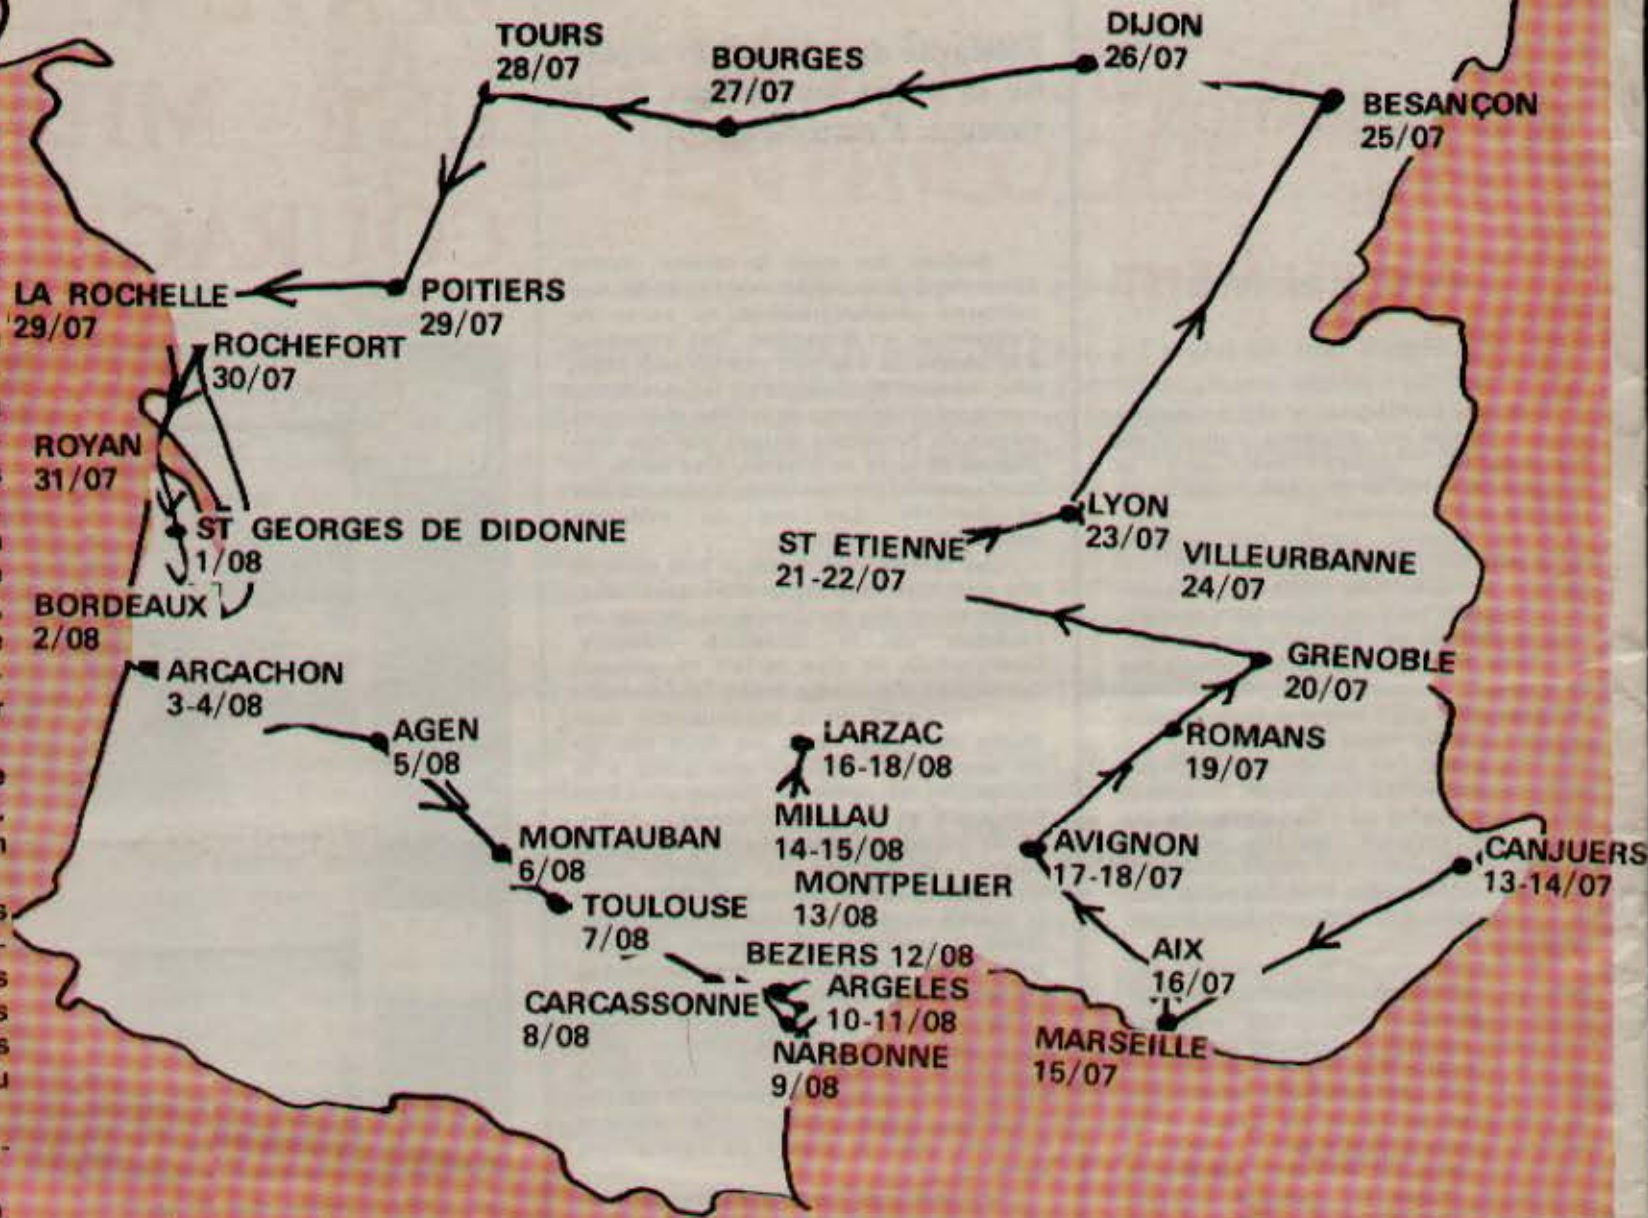 TOURS
28/07
BOURGES
27/07
DIJON
26/07
BESANÇON
25/07
LA ROCHELLE
29/07
POITIERS
29/07
ROCHEFORT
30/07
ROYAN
31/07
ST GEORGES DE DIDONNE
1/08
BORDEAUX
2/08
ARCACHON
3-4/08
AGEN
5/08
MONTAUBAN
6/08
TOULOUSE
7/08
CARCASSONNE
8/08
NARBONNE
9/08
ARGELES
10-11/08
BEZIERS 12/08
MONTPELLIER
13/08
MILLAU
14-15/08
LARZAC
16-18/08
ST ETIENNE
21-22/07
LYON
23/07
VILLEURBANNE
24/07
GRENOBLE
20/07
ROMANS
19/07
AVIGNON
17-18/07
CANJUERS
13-14/07
AIX
16/07
MARSEILLE
15/07